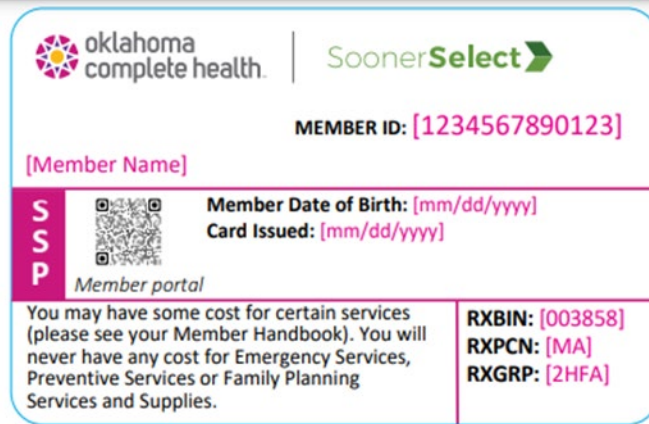 oklahoma
complete health™
SoonerSelect
MEMBER ID: [1234567890123]
[Member Name]
SSP
Member Date of Birth: [mm/dd/yyyy]
Card Issued: [mm/dd/yyyy]
Member portal
You may have some cost for certain services
(please see your Member Handbook). You will
never have any cost for Emergency Services,
Preventive Services or Family Planning
Services and Supplies.
RXBIN: [003858]
RXPCN: [MA]
RXGRP: [2HFA]